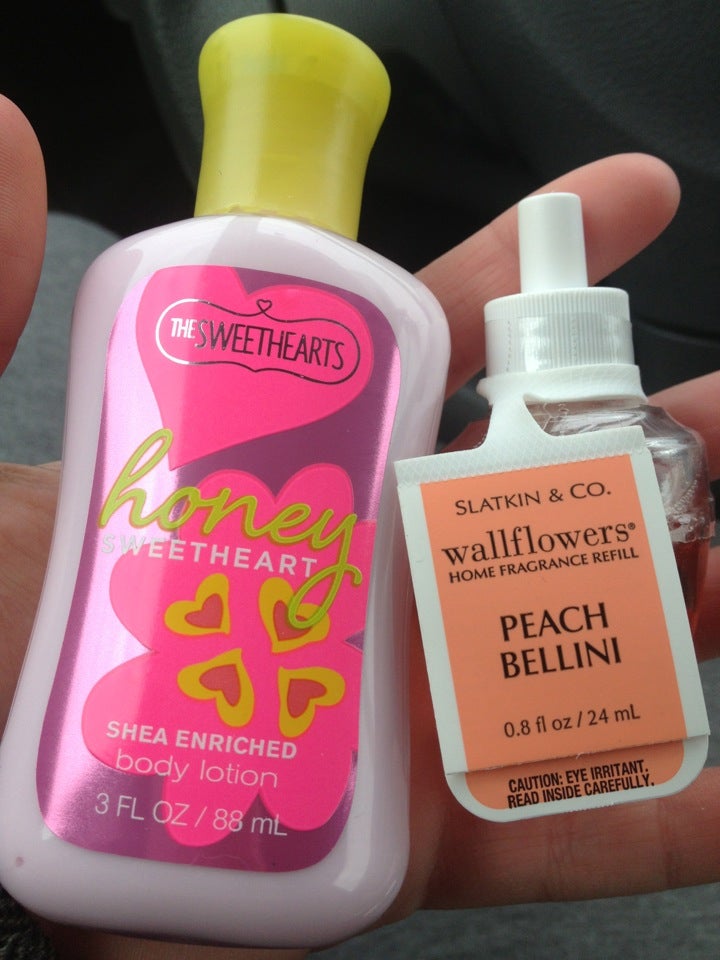 THE SWEETHEARTS
honey
SWEETHEART
SHEA ENRICHED
body lotion
3 FL OZ / 88 mL
SLATKIN & CO.
wallflowers®
HOME FRAGRANCE REFILL
PEACH
BELLINI
0.8 fl oz / 24 mL
CAUTION: EYE IRRITANT.
READ INSIDE CAREFULLY.